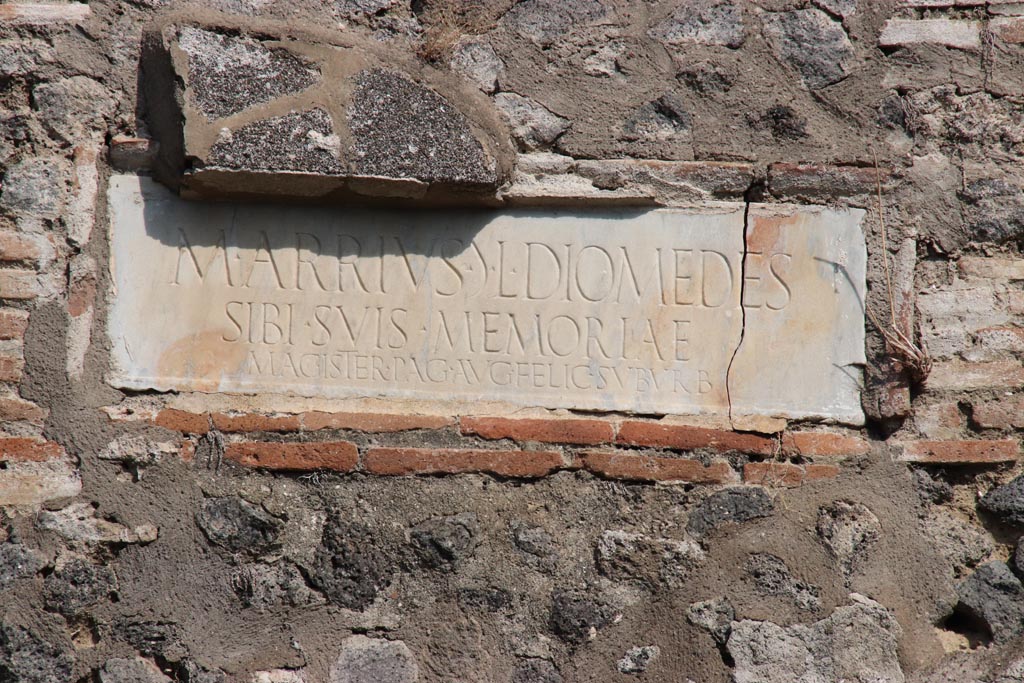 M·ARRIVS·Ɔ·L·DIOMEDES
SIBI·SVIS·MEMORIAE
MAGISTER·PAG·AVG·FELIC·SVBVRB